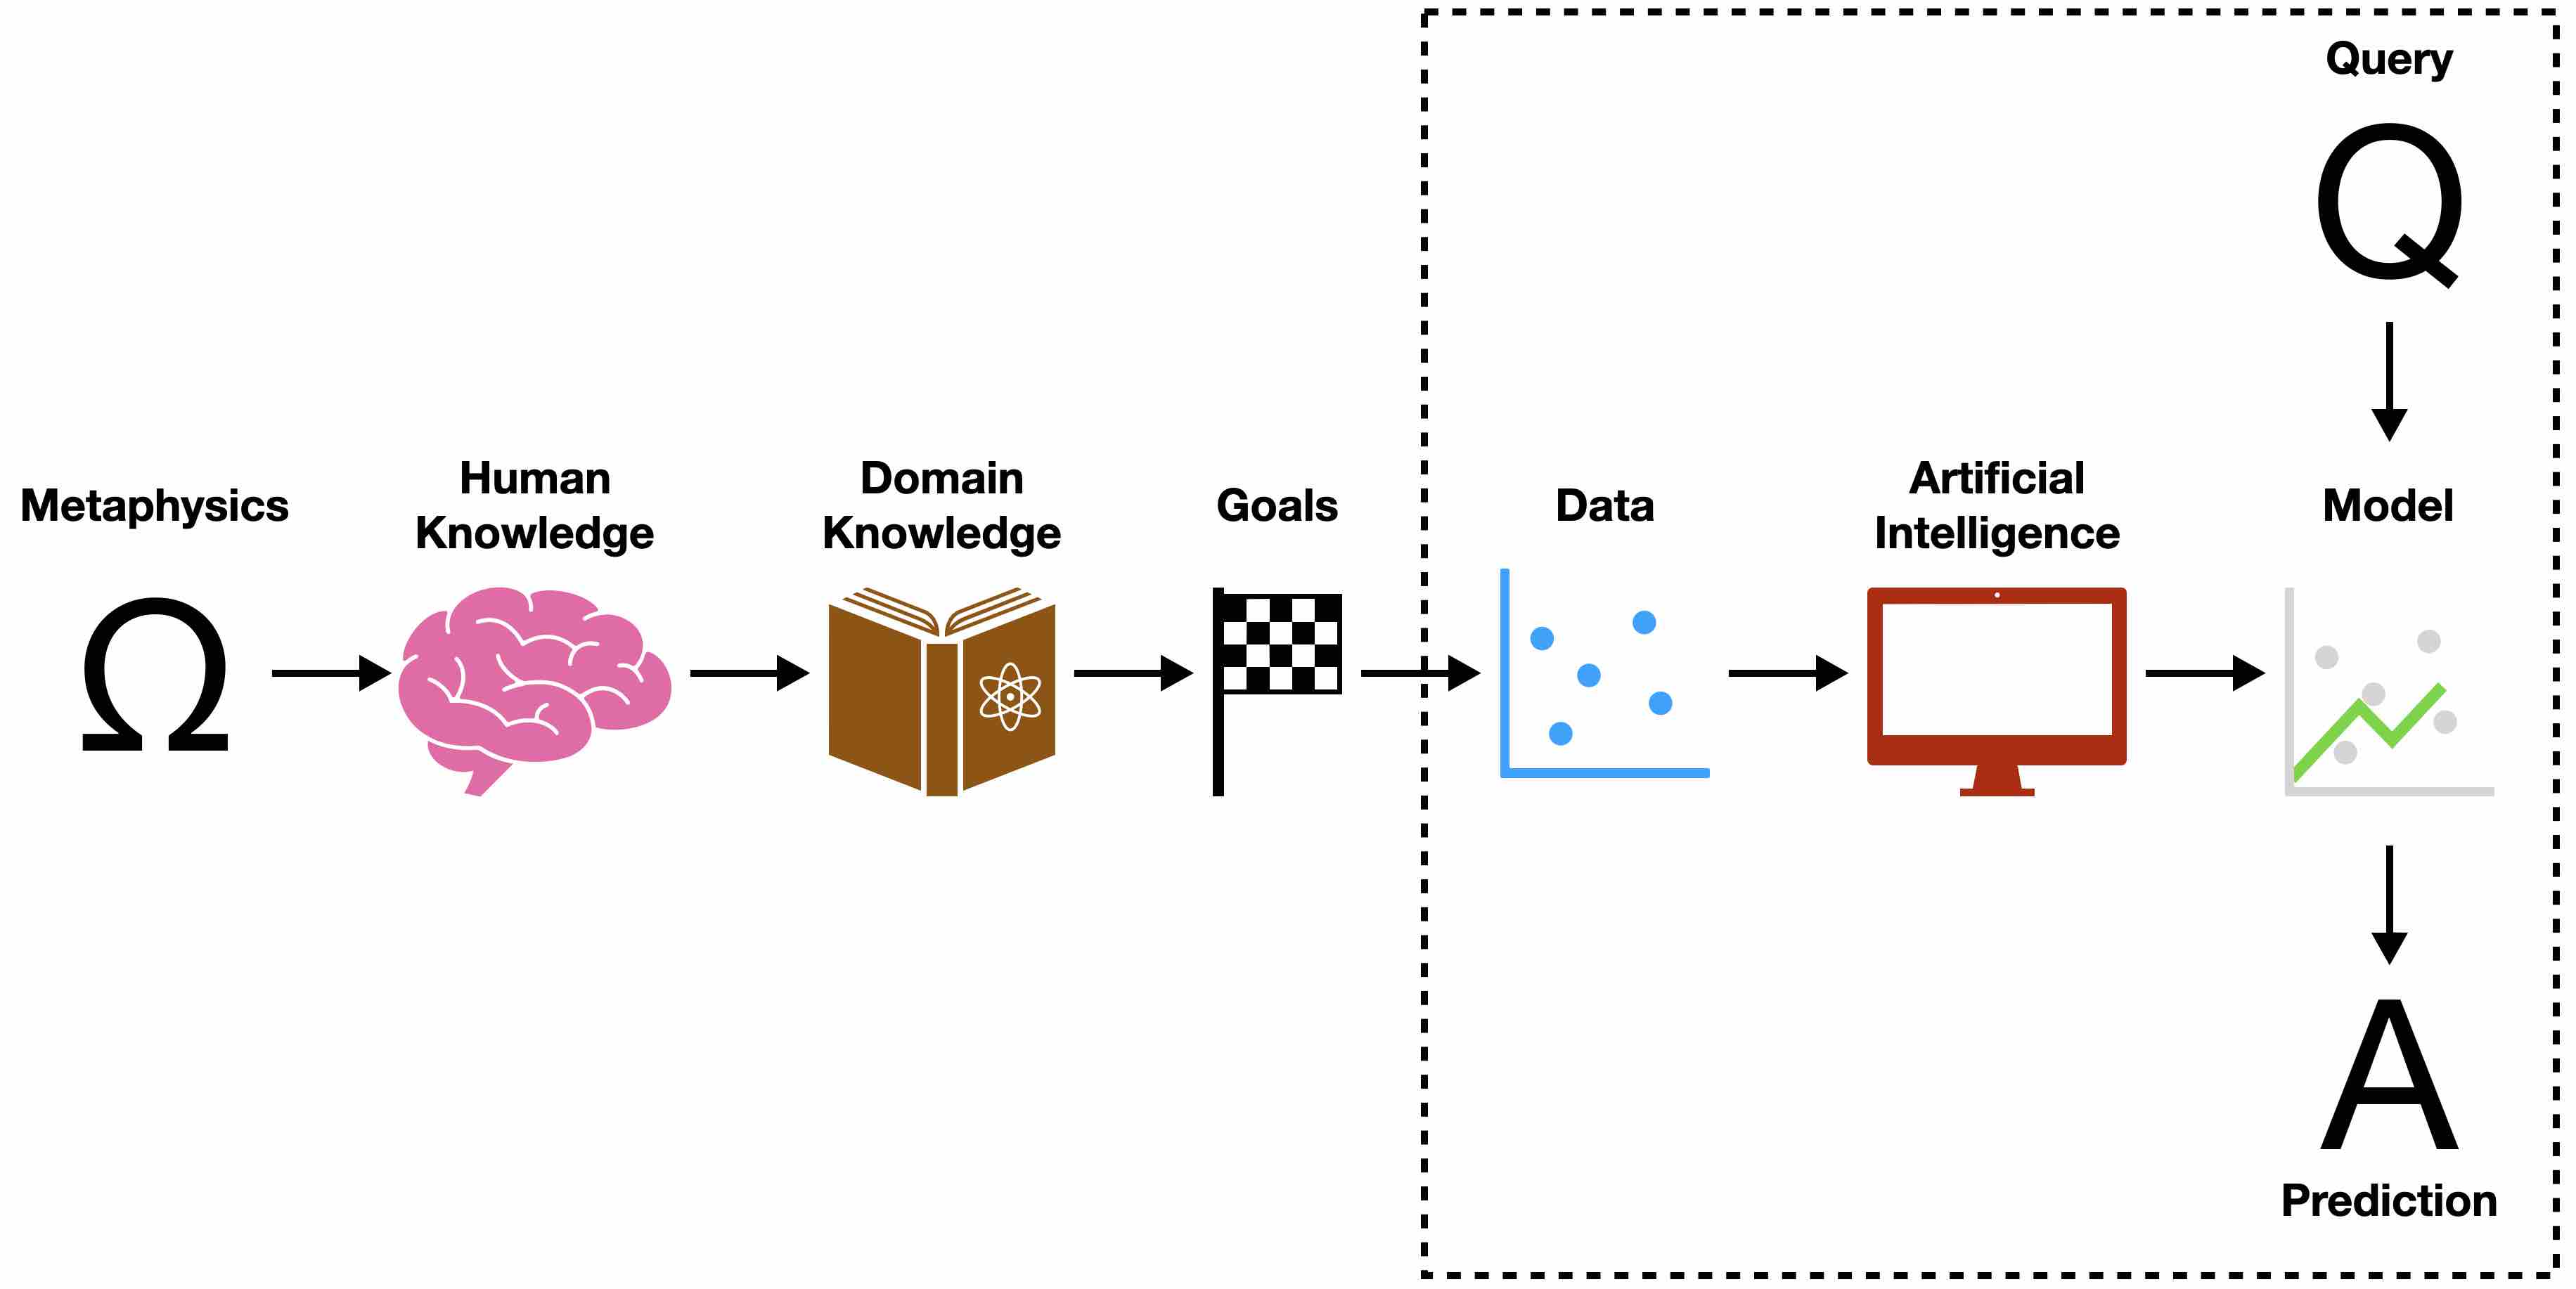 Query
Q
Metaphysics
Ω
Human
Knowledge
Domain
Knowledge
Goals
Data
Artificial
Intelligence
Model
A
Prediction